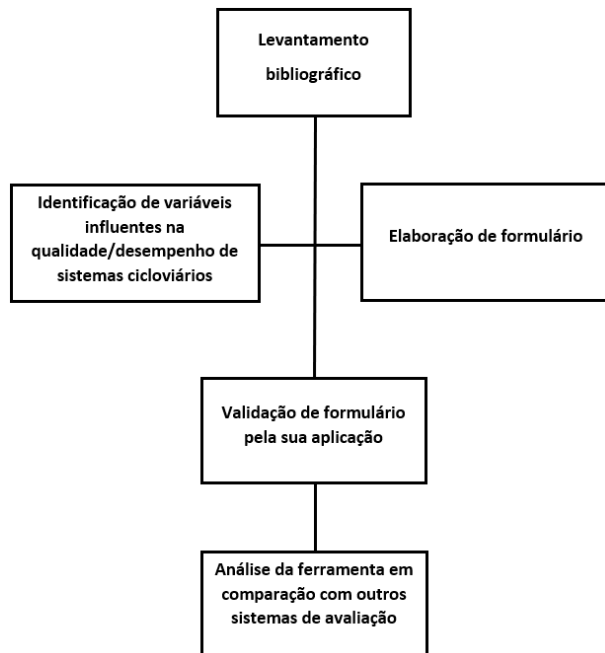 Levantamento
bibliográfico
Identificação de variáveis
influentes na
qualidade/desempenho de
sistemas cicloviários
Elaboração de formulário
Validação de formulário
pela sua aplicação
Análise da ferramenta em
comparação com outros
sistemas de avaliação